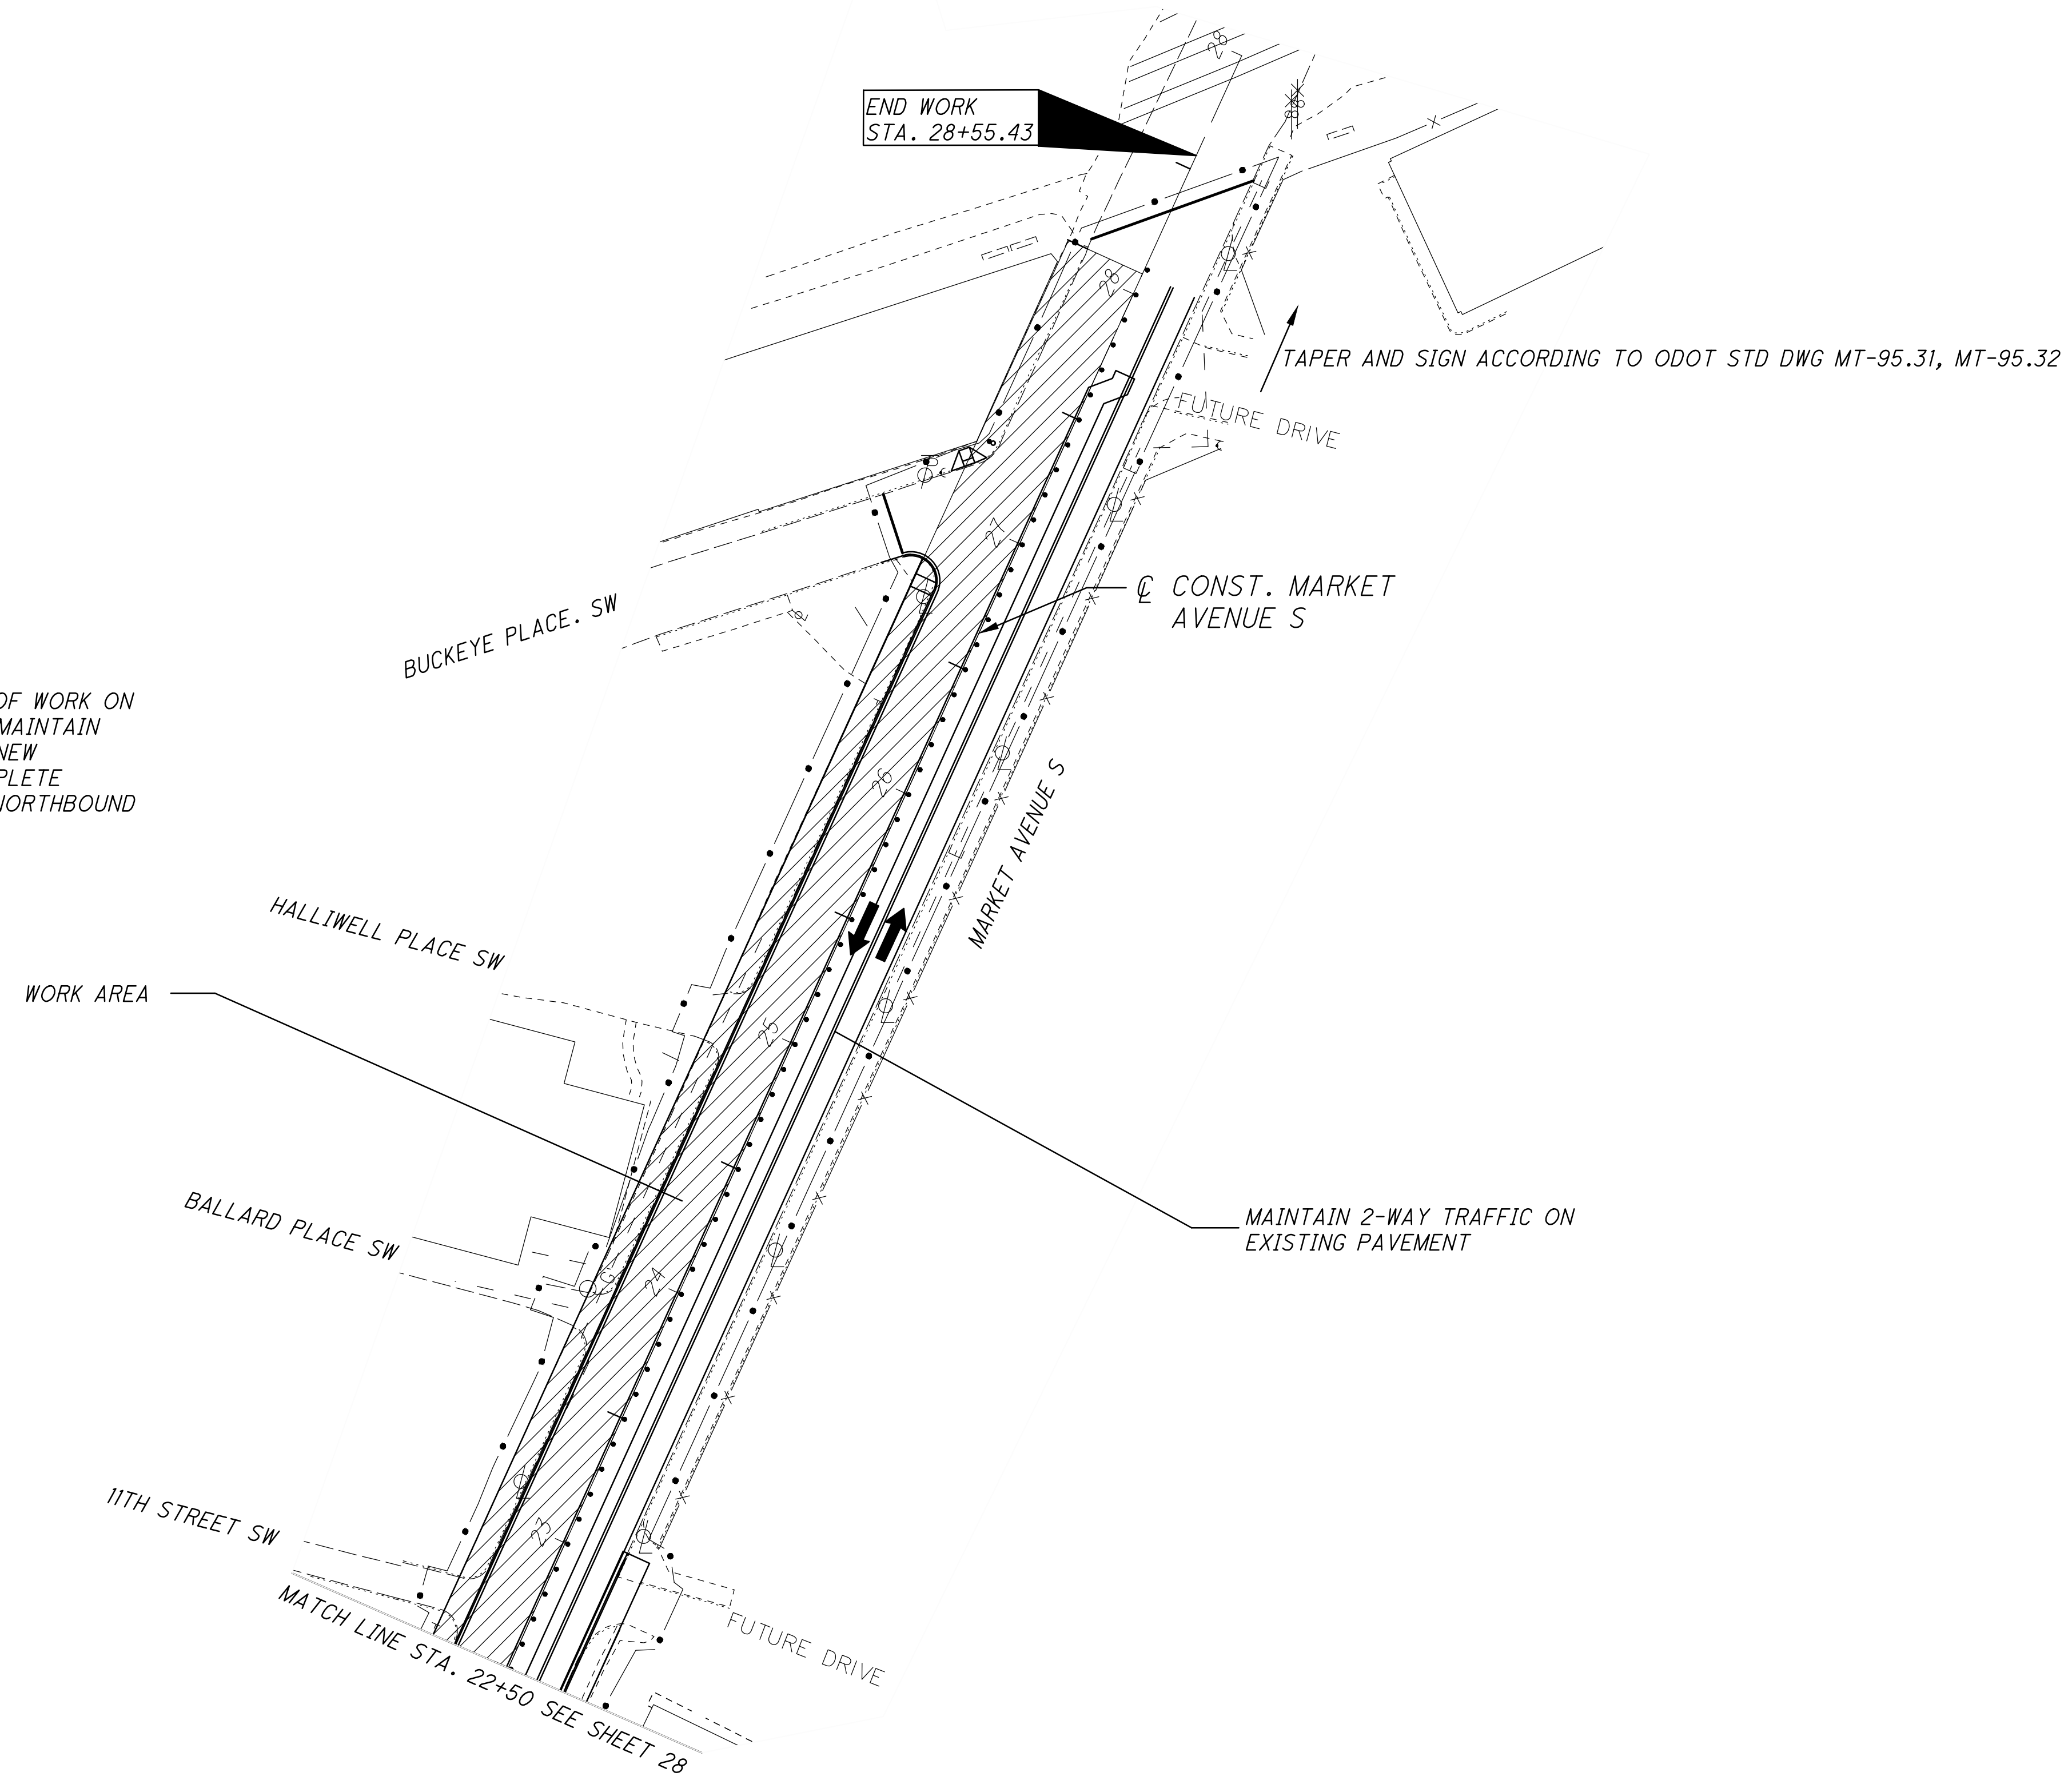 28
END WORK
STA. 28+55.43
28
TAPER AND SIGN ACCORDING TO ODOT STD DWG MT-95.31, MT-95.32
FUTURE DRIVE
27
℄ CONST. MARKET
AVENUE S
BUCKEYE PLACE. SW
OF WORK ON
MAINTAIN
NEW
PLETE
NORTHBOUND
26
MARKET AVENUE S
HALLIWELL PLACE SW
WORK AREA
25
BALLARD PLACE SW
MAINTAIN 2-WAY TRAFFIC ON
EXISTING PAVEMENT
24
11TH STREET SW
23
FUTURE DRIVE
MATCH LINE STA. 22+50 SEE SHEET 28